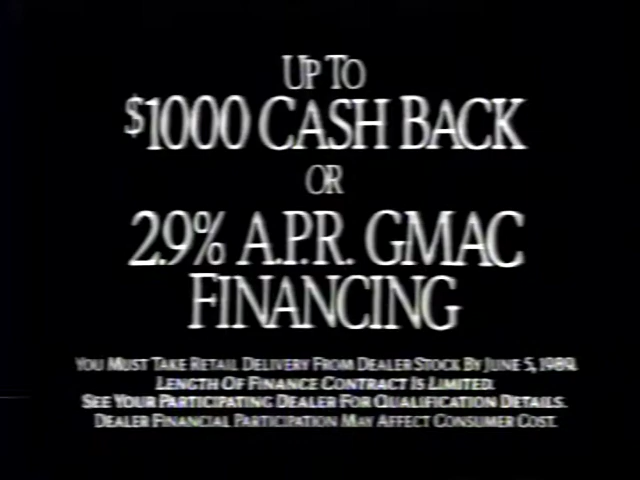 UP TO
$1000 CASH BACK
OR
2.9% A.P.R. GMAC
FINANCING
YOU MUST TAKE RETAIL DELIVERY FROM DEALER STOCK BY JUNE 5, 1989.
LENGTH OF FINANCE CONTRACT IS LIMITED.
SEE YOUR PARTICIPATING DEALER FOR QUALIFICATION DETAILS.
DEALER FINANCIAL PARTICIPATION MAY AFFECT CONSUMER COST.